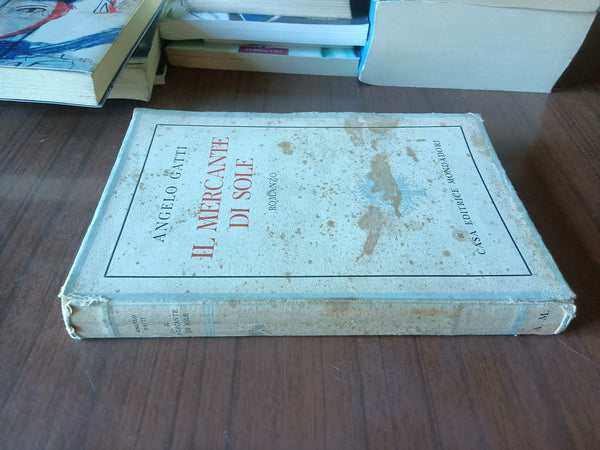 ANGELO GATTI
IL MERCANTE
DI SOLE
ROMANZO
CASA EDITRICE MONDADORI
ANGELO
GATTI
IL
MERCANTE
DI SOLE
A. M.